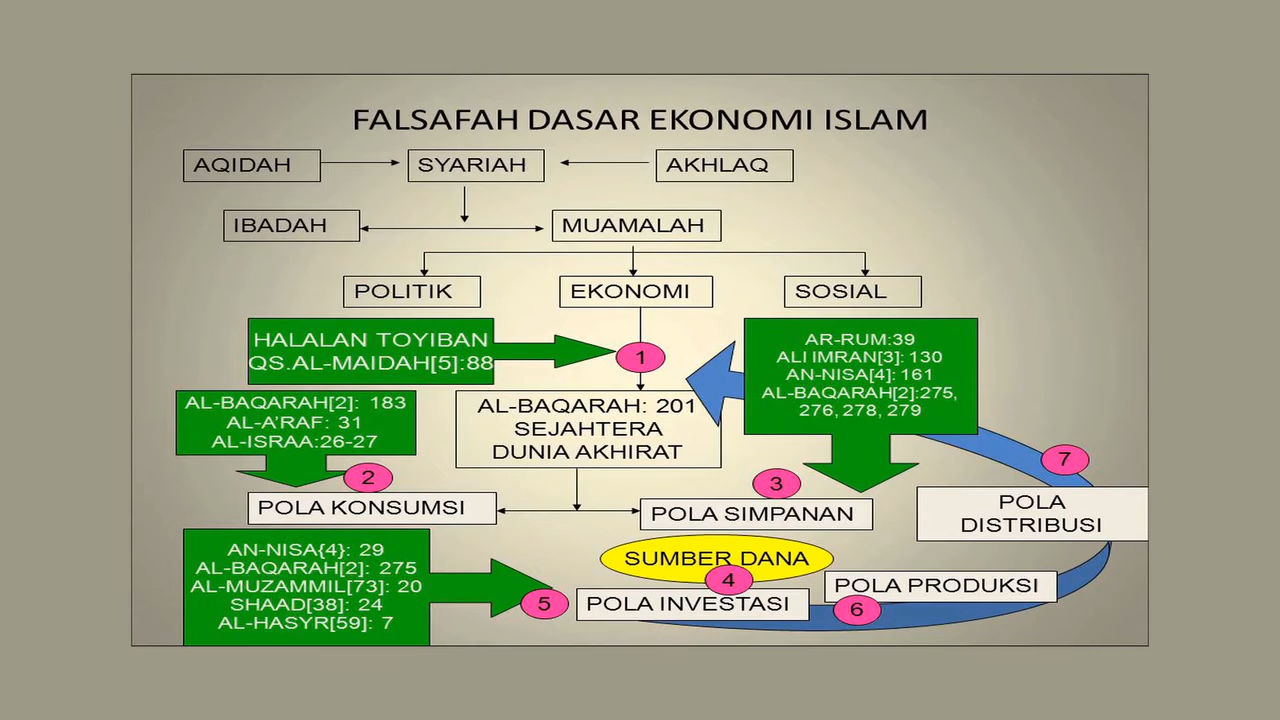 FALSAFAH DASAR EKONOMI ISLAM
AQIDAH
SYARIAH
AKHLAQ
IBADAH
MUAMALAH
POLITIK
EKONOMI
SOSIAL
HALALAN TOYIBAN
QS.AL-MAIDAH[5]:88
1
AR-RUM:39
ALI IMRAN[3]: 130
AN-NISA[4]: 161
AL-BAQARAH[2]:275,
276, 278, 279
AL-BAQARAH[2]: 183
AL-A'RAF: 31
AL-ISRAA:26-27
AL-BAQARAH: 201
SEJAHTERA
DUNIA AKHIRAT
7
2
3
POLA KONSUMSI
POLA SIMPANAN
POLA
DISTRIBUSI
AN-NISA{4}: 29
AL-BAQARAH[2]: 275
AL-MUZAMMIL[73]: 20
SHAAD[38]: 24
AL-HASYR[59]: 7
SUMBER DANA
4
POLA PRODUKSI
5
POLA INVESTASI
6